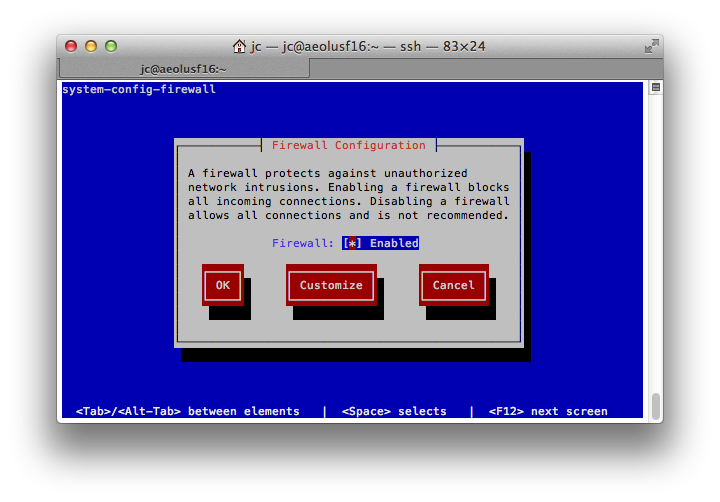 jc — jc@aeolusf16:~ — ssh — 83×24
jc@aeolusf16:~
system-config-firewall
Firewall Configuration
A firewall protects against unauthorized
network intrusions. Enabling a firewall blocks
all incoming connections. Disabling a firewall
allows all connections and is not recommended.
Firewall: [*] Enabled
OK Customize Cancel
<Tab>/<Alt-Tab> between elements | <Space> selects | <F12> next screen